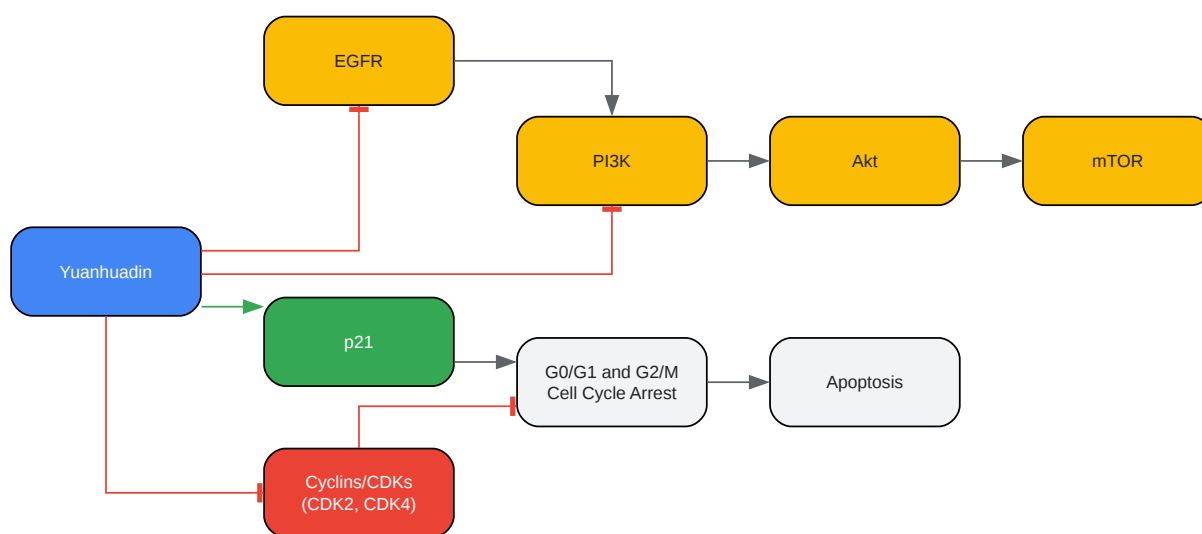 EGFR
PI3K
Akt
mTOR
Yuanhuadin
p21
G0/G1 and G2/M
Cell Cycle Arrest
Apoptosis
Cyclins/CDKs
(CDK2, CDK4)